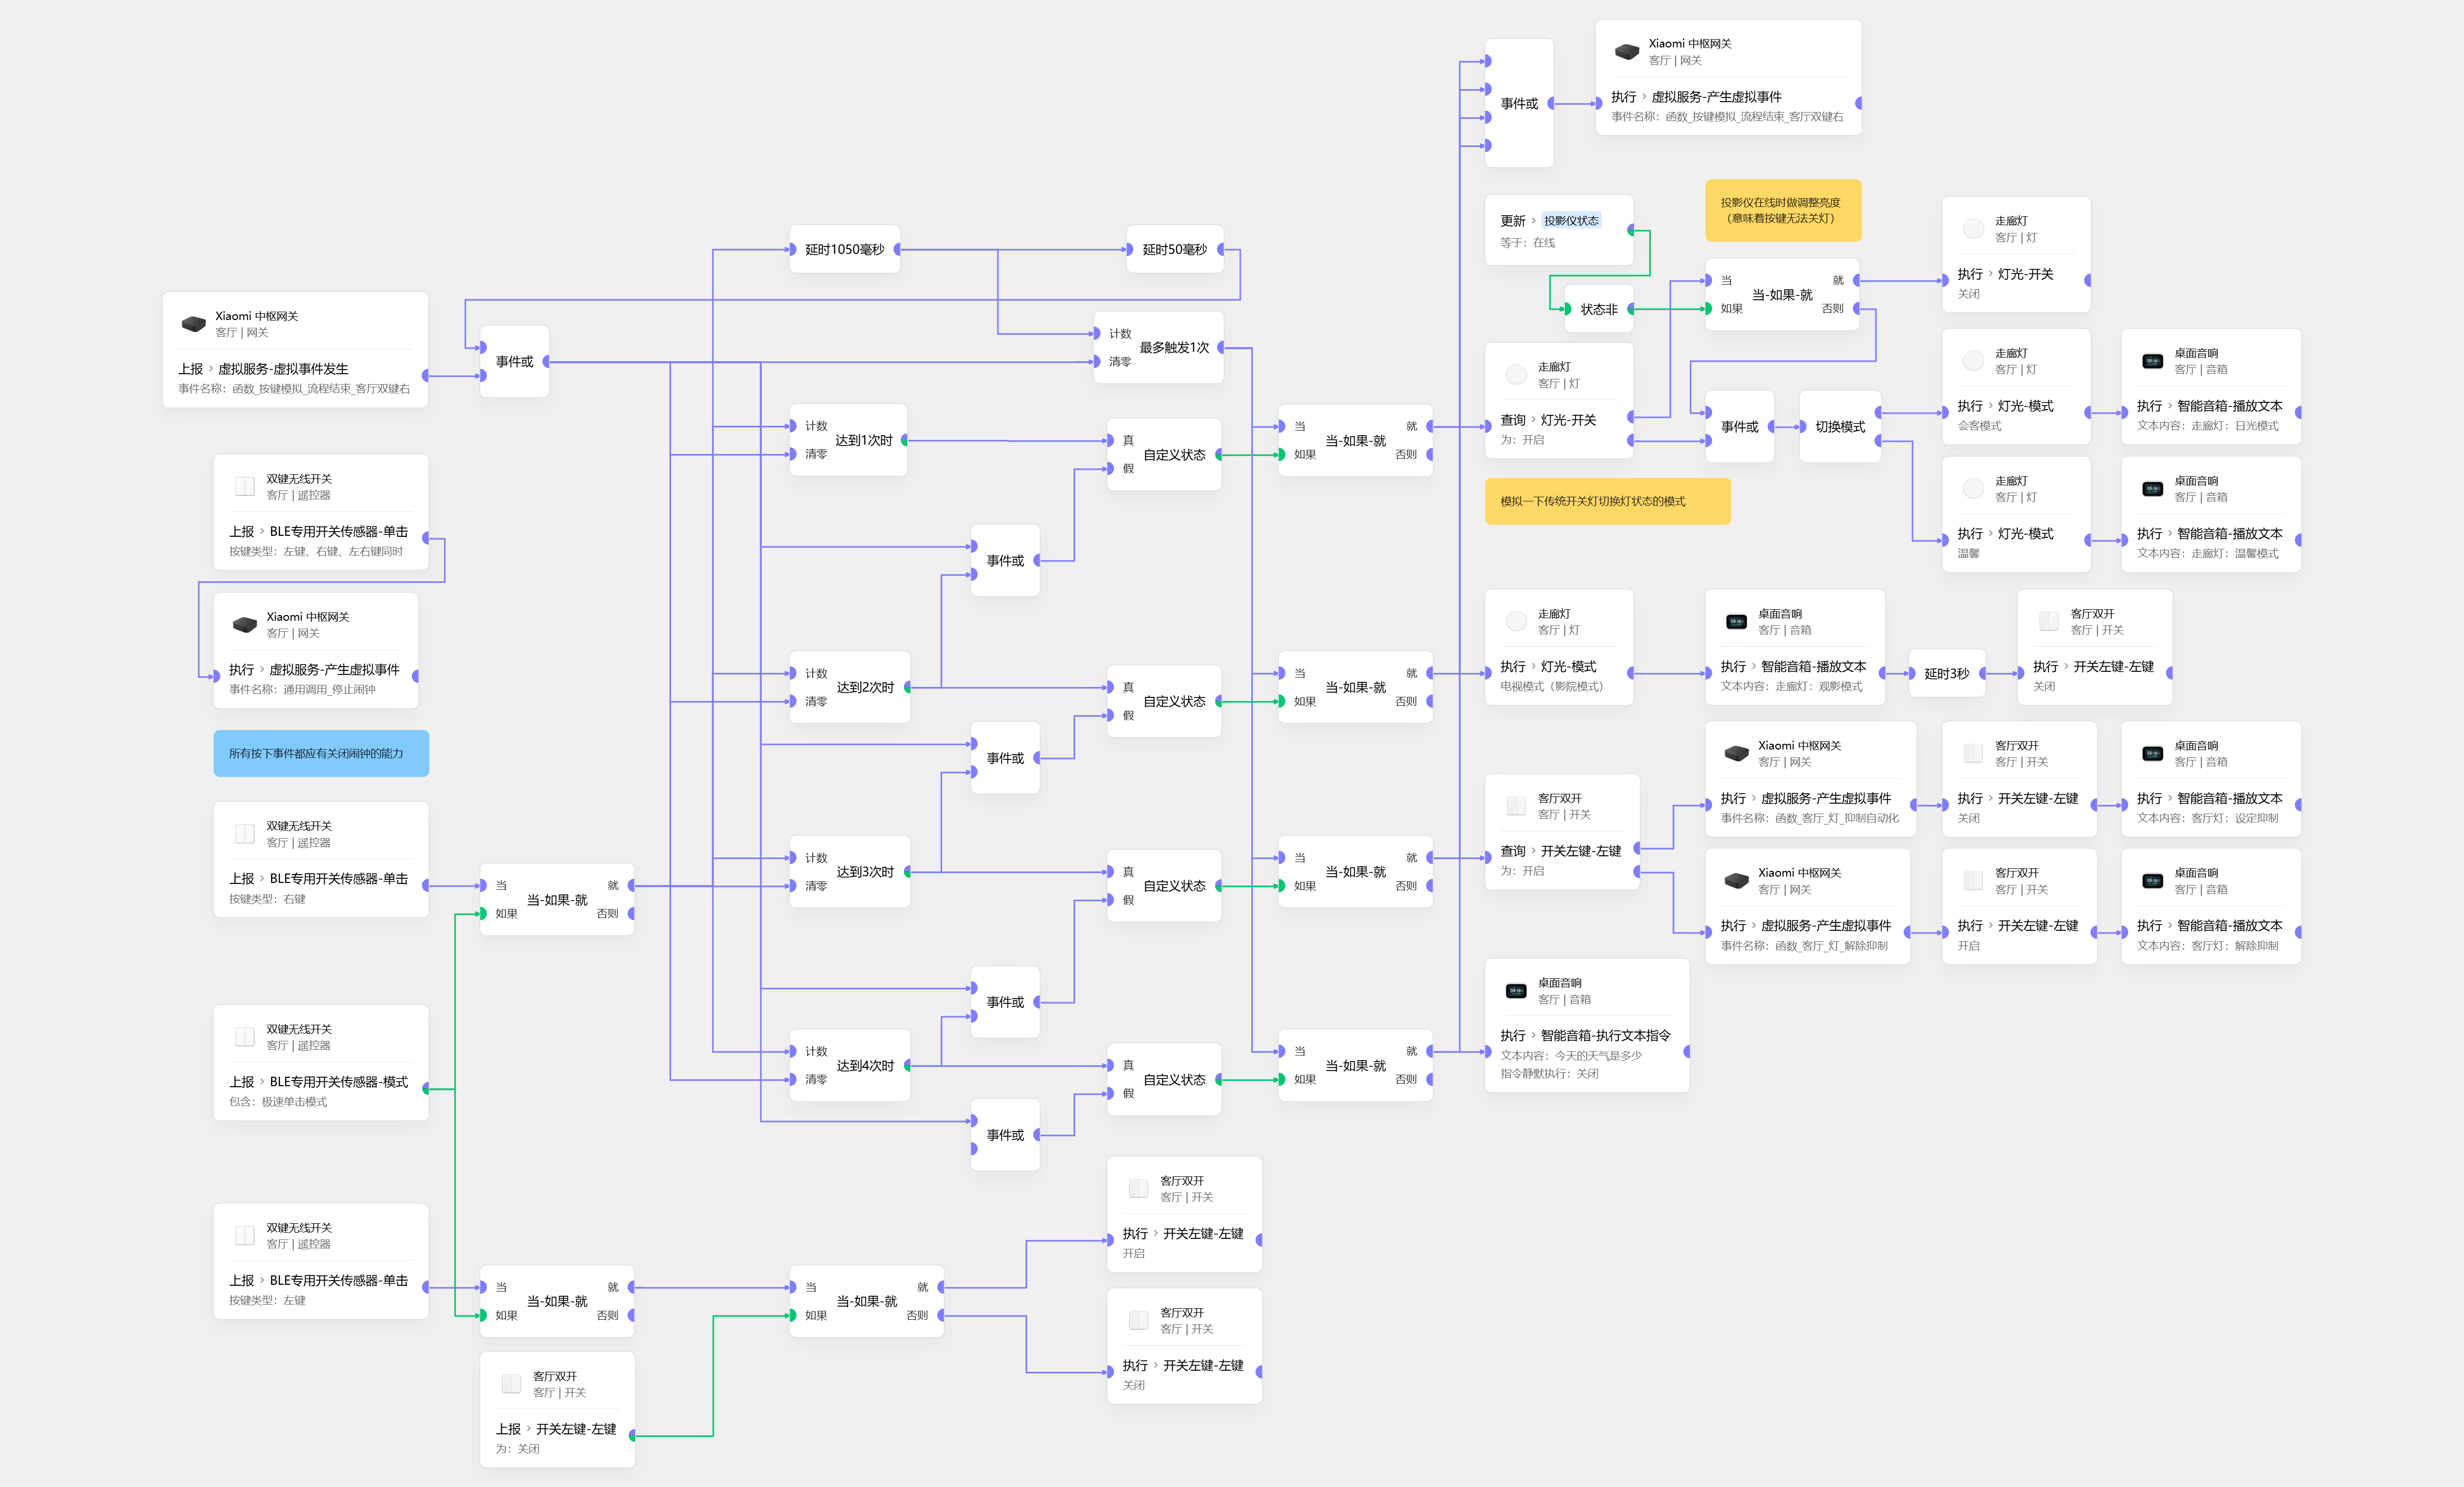 事件或
Xiaomi 中枢网关
客厅 | 网关
执行 › 虚拟服务-产生虚拟事件
事件名称：函数_按键模拟_流程结束_客厅双键右
投影仪在线时做调整亮度
（意味着按键无法关灯）
更新 › 投影仪状态
等于：在线
状态非
当
如果
当-如果-就
就
否则
走廊灯
客厅 | 灯
执行 › 灯光-开关
关闭
延时1050毫秒
延时50毫秒
Xiaomi 中枢网关
客厅 | 网关
上报 › 虚拟服务-虚拟事件发生
事件名称：函数_按键模拟_流程结束_客厅双键右
事件或
计数
清零
最多触发1次
走廊灯
客厅 | 灯
查询 › 灯光-开关
为：开启
事件或
切换模式
走廊灯
客厅 | 灯
执行 › 灯光-模式
会客模式
桌面音响
客厅 | 音箱
执行 › 智能音箱-播放文本
文本内容：走廊灯：日光模式
计数
清零
达到1次时
真
假
自定义状态
当
如果
当-如果-就
就
否则
走廊灯
客厅 | 灯
执行 › 灯光-模式
温馨
桌面音响
客厅 | 音箱
执行 › 智能音箱-播放文本
文本内容：走廊灯：温馨模式
模拟一下传统开关灯切换灯状态的模式
双键无线开关
客厅 | 遥控器
上报 › BLE专用开关传感器-单击
按键类型：左键、右键、左右键同时
事件或
Xiaomi 中枢网关
客厅 | 网关
执行 › 虚拟服务-产生虚拟事件
事件名称：通用调用_停止闹钟
计数
清零
达到2次时
真
假
自定义状态
当
如果
当-如果-就
就
否则
走廊灯
客厅 | 灯
执行 › 灯光-模式
电视模式（影院模式）
桌面音响
客厅 | 音箱
执行 › 智能音箱-播放文本
文本内容：走廊灯：观影模式
延时3秒
客厅双开
客厅 | 开关
执行 › 开关左键-左键
关闭
所有按下事件都应有关闭闹钟的能力
事件或
双键无线开关
客厅 | 遥控器
上报 › BLE专用开关传感器-单击
按键类型：右键
当
如果
当-如果-就
就
否则
计数
清零
达到3次时
真
假
自定义状态
当
如果
当-如果-就
就
否则
客厅双开
客厅 | 开关
查询 › 开关左键-左键
为：开启
Xiaomi 中枢网关
客厅 | 网关
执行 › 虚拟服务-产生虚拟事件
事件名称：函数_客厅_灯_抑制自动化
客厅双开
客厅 | 开关
执行 › 开关左键-左键
关闭
桌面音响
客厅 | 音箱
执行 › 智能音箱-播放文本
文本内容：客厅灯：设定抑制
Xiaomi 中枢网关
客厅 | 网关
执行 › 虚拟服务-产生虚拟事件
事件名称：函数_客厅_灯_解除抑制
客厅双开
客厅 | 开关
执行 › 开关左键-左键
开启
桌面音响
客厅 | 音箱
执行 › 智能音箱-播放文本
文本内容：客厅灯：解除抑制
事件或
双键无线开关
客厅 | 遥控器
上报 › BLE专用开关传感器-模式
包含：极速单击模式
计数
清零
达到4次时
真
假
自定义状态
当
如果
当-如果-就
就
否则
桌面音响
客厅 | 音箱
执行 › 智能音箱-执行文本指令
文本内容：今天的天气是多少
指令静默执行：关闭
事件或
双键无线开关
客厅 | 遥控器
上报 › BLE专用开关传感器-单击
按键类型：左键
当
如果
当-如果-就
就
否则
当
如果
当-如果-就
就
否则
客厅双开
客厅 | 开关
执行 › 开关左键-左键
开启
客厅双开
客厅 | 开关
执行 › 开关左键-左键
关闭
客厅双开
客厅 | 开关
上报 › 开关左键-左键
为：关闭